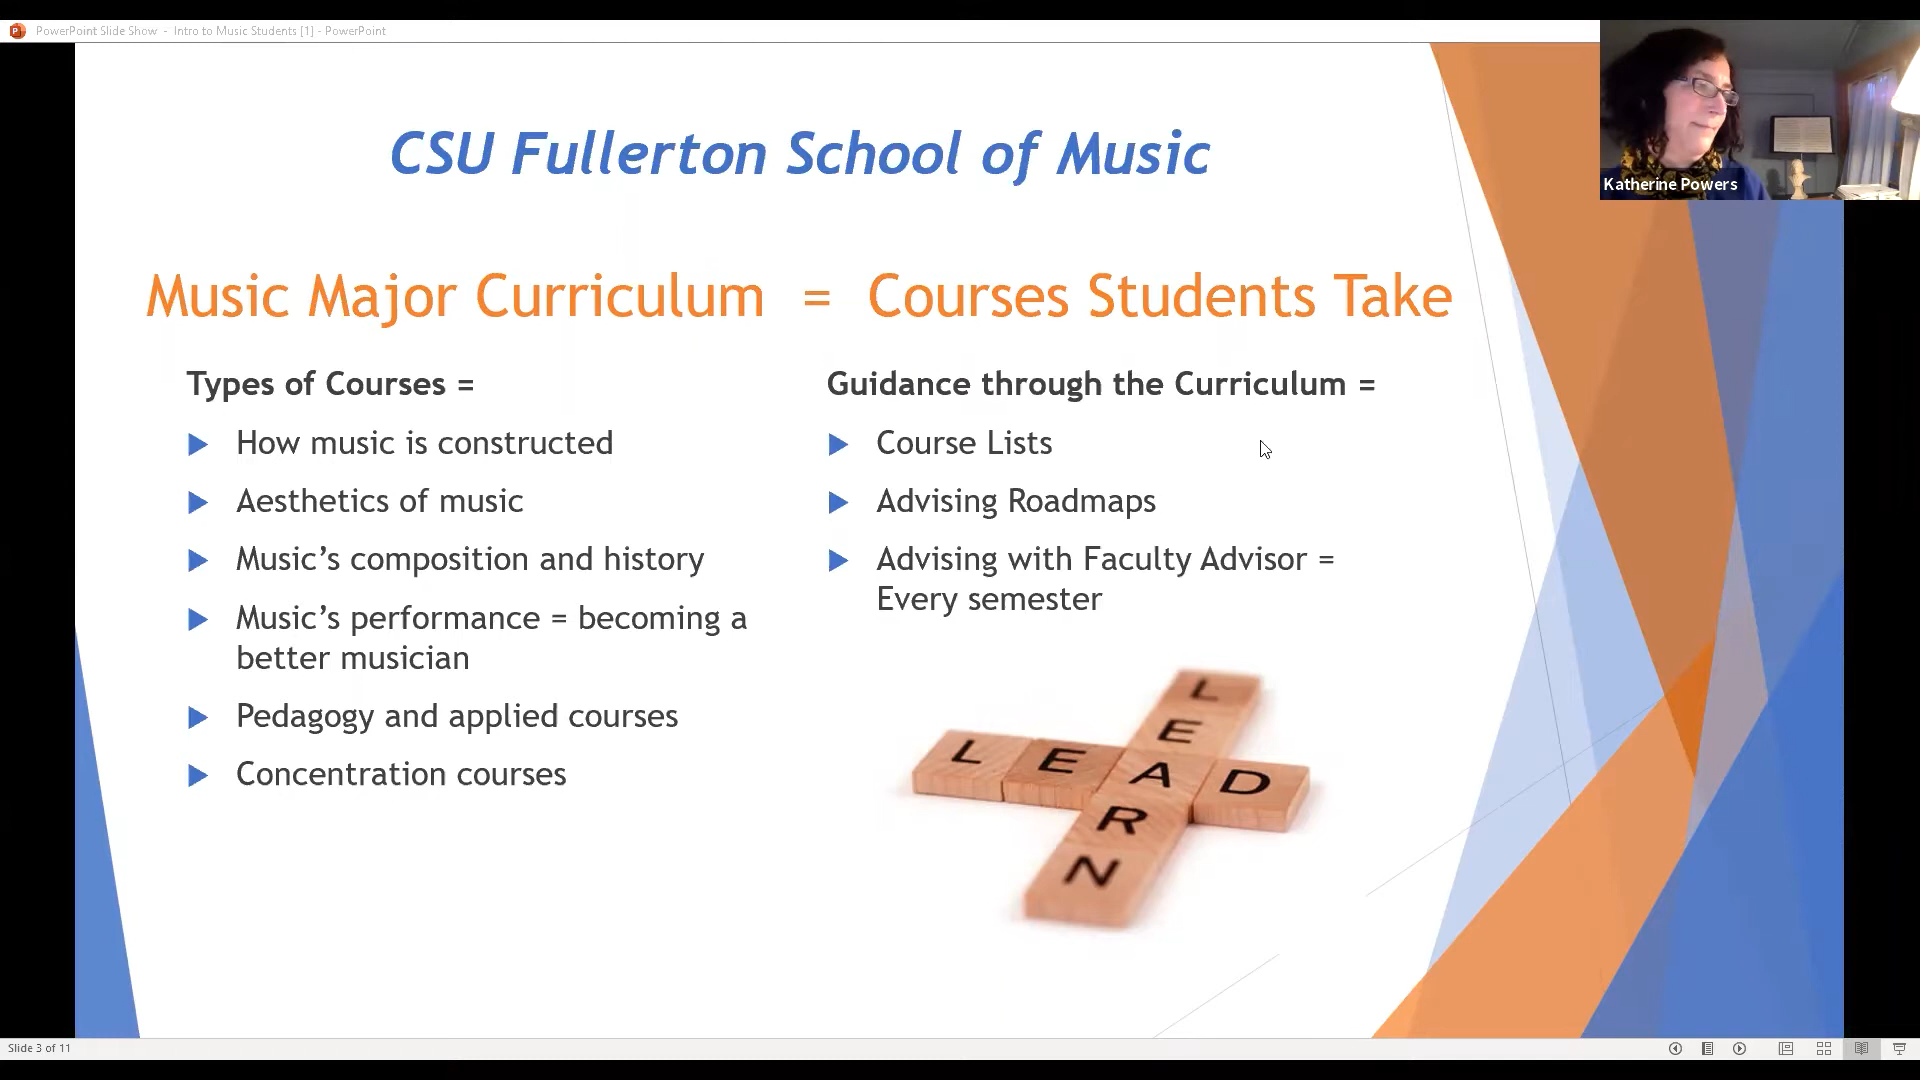 PowerPoint Slide Show - Intro to Music Students [1] - PowerPoint
Katherine Powers
CSU Fullerton School of Music
Music Major Curriculum = Courses Students Take
Types of Courses =
How music is constructed
Aesthetics of music
Music's composition and history
Music's performance = becoming a
better musician
Pedagogy and applied courses
Concentration courses
Guidance through the Curriculum =
Course Lists
Advising Roadmaps
Advising with Faculty Advisor =
Every semester
LEAD
LEARN
Slide 3 of 11